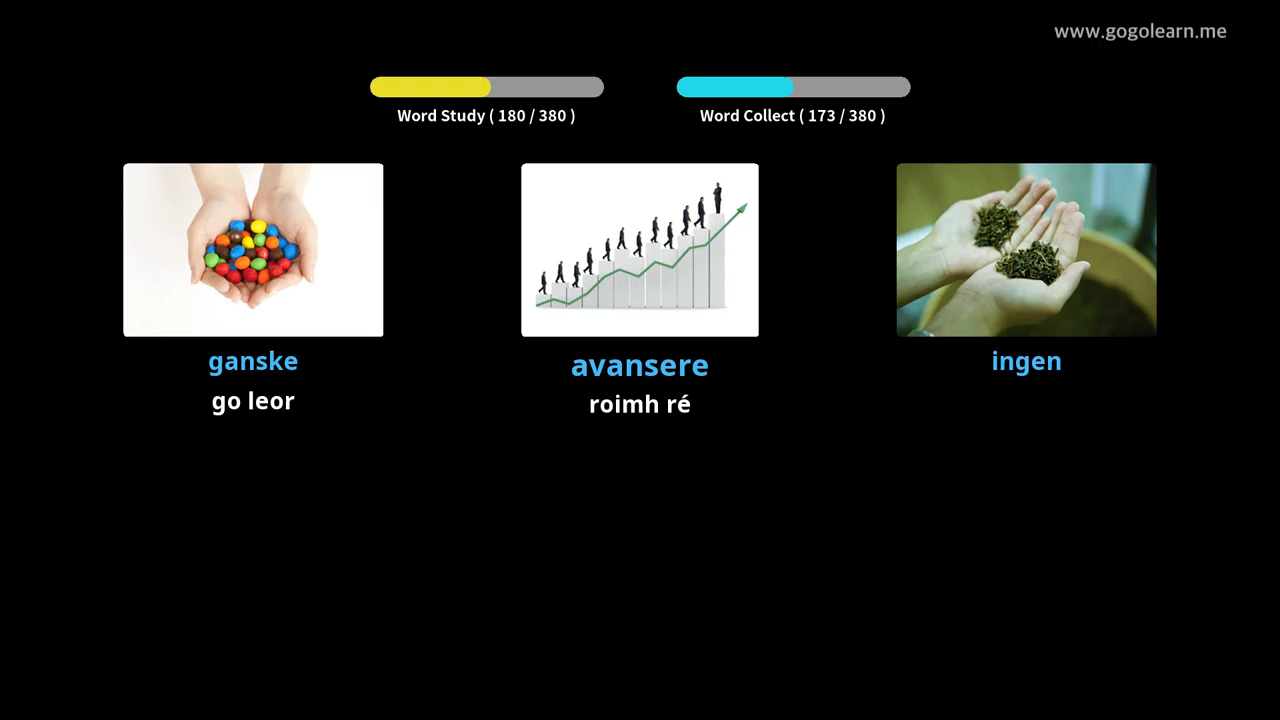 www.gogolearn.me
Word Study ( 180 / 380 )
Word Collect ( 173 / 380 )
ganske
go leor
avansere
roimh ré
ingen